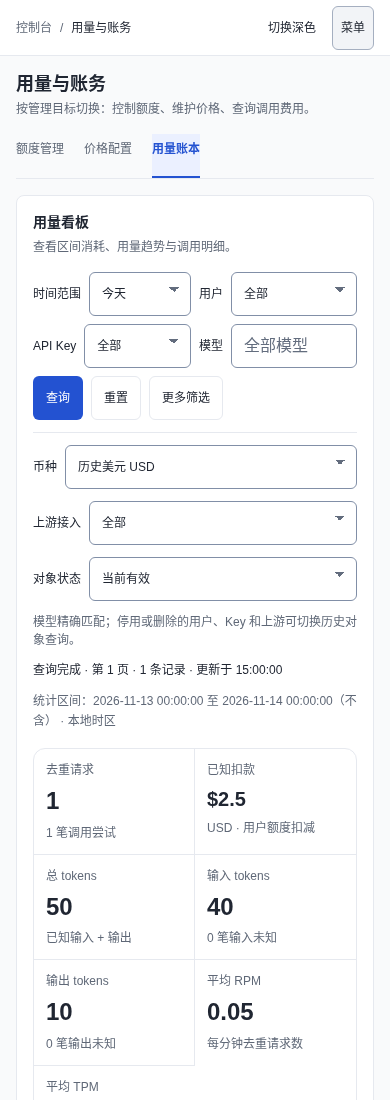 控制台 / 用量与账务 切换深色 菜单
用量与账务
按管理目标切换：控制额度、维护价格、查询调用费用。
额度管理 价格配置 用量账本
用量看板
查看区间消耗、用量趋势与调用明细。
时间范围 今天 用户 全部
API Key 全部 模型 全部模型
查询 重置 更多筛选
币种 历史美元 USD
上游接入 全部
对象状态 当前有效
模型精确匹配；停用或删除的用户、Key 和上游可切换历史对
象查询。
查询完成 · 第 1 页 · 1 条记录 · 更新于 15:00:00
统计区间：2026-11-13 00:00:00 至 2026-11-14 00:00:00（不
含） · 本地时区
去重请求 已知扣款
1 $2.5
1 笔调用尝试 USD · 用户额度扣减
总 tokens 输入 tokens
50 40
已知输入 + 输出 0 笔输入未知
输出 tokens 平均 RPM
10 0.05
0 笔输出未知 每分钟去重请求数
平均 TPM